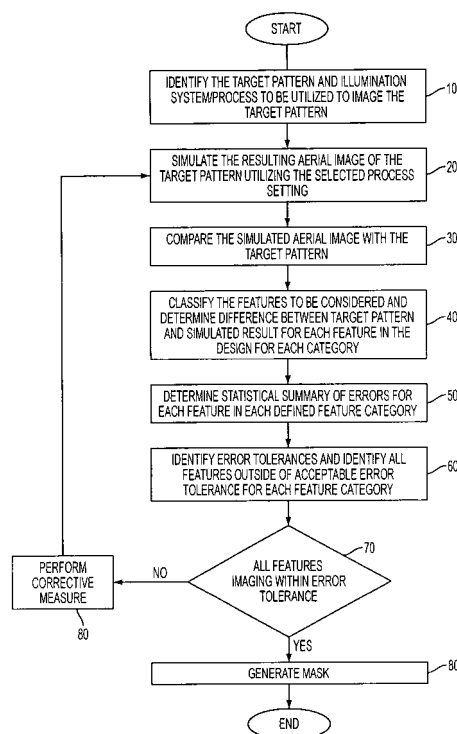 START
IDENTIFY THE TARGET PATTERN AND ILLUMINATION
SYSTEM/PROCESS TO BE UTILIZED TO IMAGE THE
TARGET PATTERN
10
SIMULATE THE RESULTING AERIAL IMAGE OF THE
TARGET PATTERN UTILIZING THE SELECTED PROCESS
SETTING
20
COMPARE THE SIMULATED AERIAL IMAGE WITH THE
TARGET PATTERN
30
CLASSIFY THE FEATURES TO BE CONSIDERED AND
DETERMINE DIFFERENCE BETWEEN TARGET PATTERN
AND SIMULATED RESULT FOR EACH FEATURE IN THE
DESIGN FOR EACH CATEGORY
40
DETERMINE STATISTICAL SUMMARY OF ERRORS FOR
EACH FEATURE IN EACH DEFINED FEATURE CATEGORY
50
IDENTIFY ERROR TOLERANCES AND IDENTIFY ALL
FEATURES OUTSIDE OF ACCEPTABLE ERROR
TOLERANCE FOR EACH FEATURE CATEGORY
60
70
ALL FEATURES
IMAGING WITHIN ERROR
TOLERANCE
NO
PERFORM
CORRECTIVE
MEASURE
80
YES
GENERATE MASK
80
END